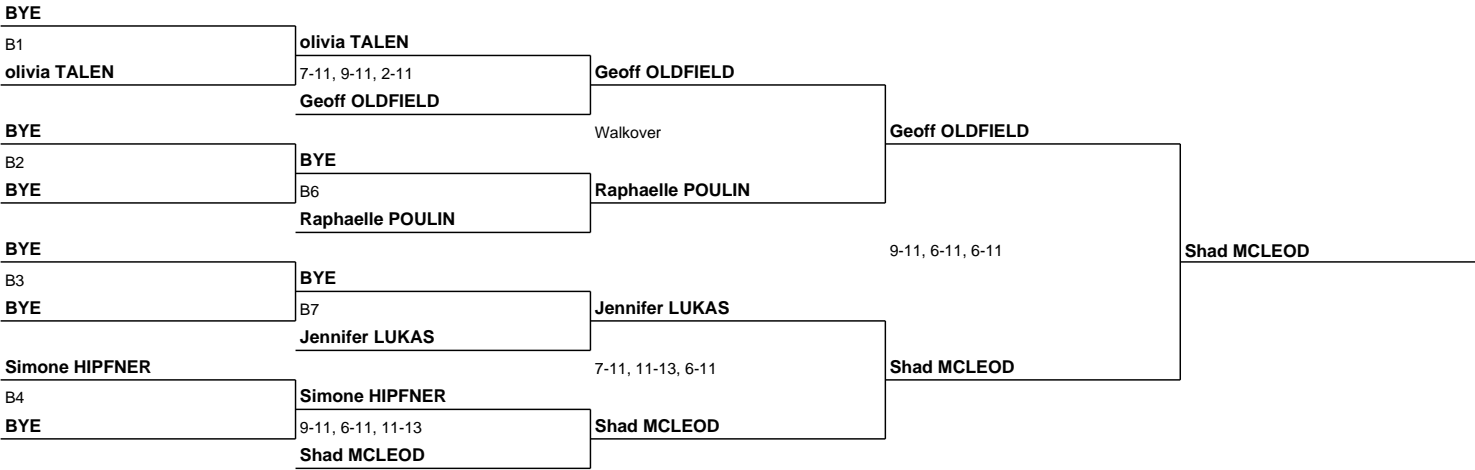 BYE
B1
olivia TALEN
olivia TALEN
7-11, 9-11, 2-11
Geoff OLDFIELD
Geoff OLDFIELD
BYE
Walkover
Geoff OLDFIELD
B2
BYE
BYE
B6
Raphaelle POULIN
Raphaelle POULIN
BYE
9-11, 6-11, 6-11
Shad MCLEOD
B3
BYE
BYE
B7
Jennifer LUKAS
Jennifer LUKAS
Simone HIPFNER
7-11, 11-13, 6-11
Shad MCLEOD
B4
Simone HIPFNER
BYE
9-11, 6-11, 11-13
Shad MCLEOD
Shad MCLEOD